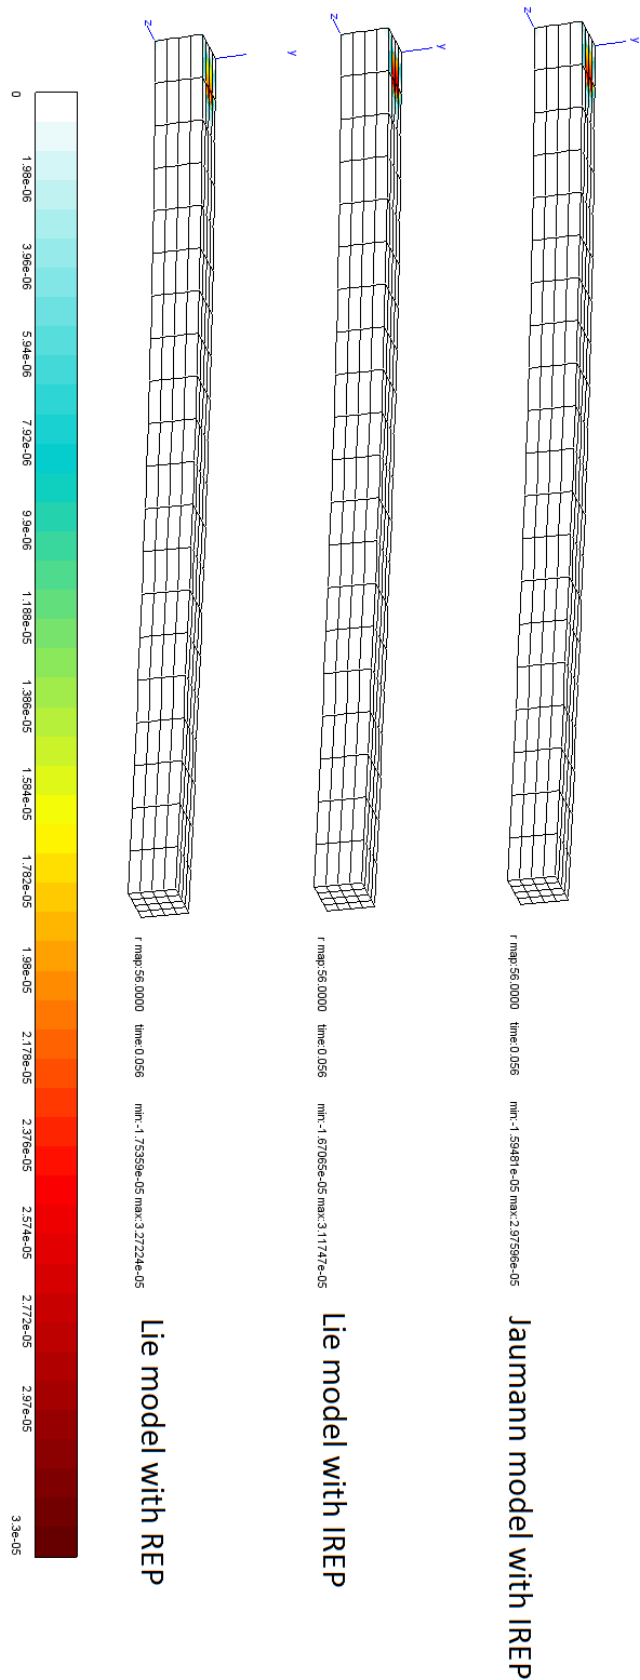 y
z
r map:56.0000 time:0.056 min:-1.59481e-05 max:2.97596e-05
Jaumann model with IREP
y
z
r map:56.0000 time:0.056 min:-1.67065e-05 max:3.11747e-05
Lie model with IREP
y
z
r map:56.0000 time:0.056 min:-1.75359e-05 max:3.27224e-05
Lie model with REP
0 1.98e-06 3.96e-06 5.94e-06 7.92e-06 9.9e-06 1.188e-05 1.386e-05 1.584e-05 1.782e-05 1.98e-05 2.178e-05 2.376e-05 2.574e-05 2.772e-05 2.97e-05 3.3e-05